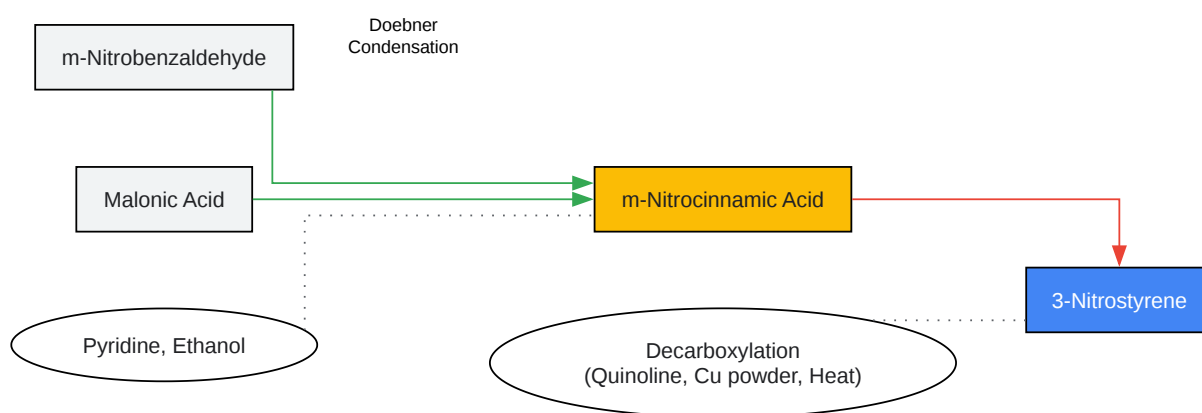 Doebner
Condensation
m-Nitrobenzaldehyde
Malonic Acid
m-Nitrocinnamic Acid
3-Nitrostyrene
Pyridine, Ethanol
Decarboxylation
(Quinoline, Cu powder, Heat)